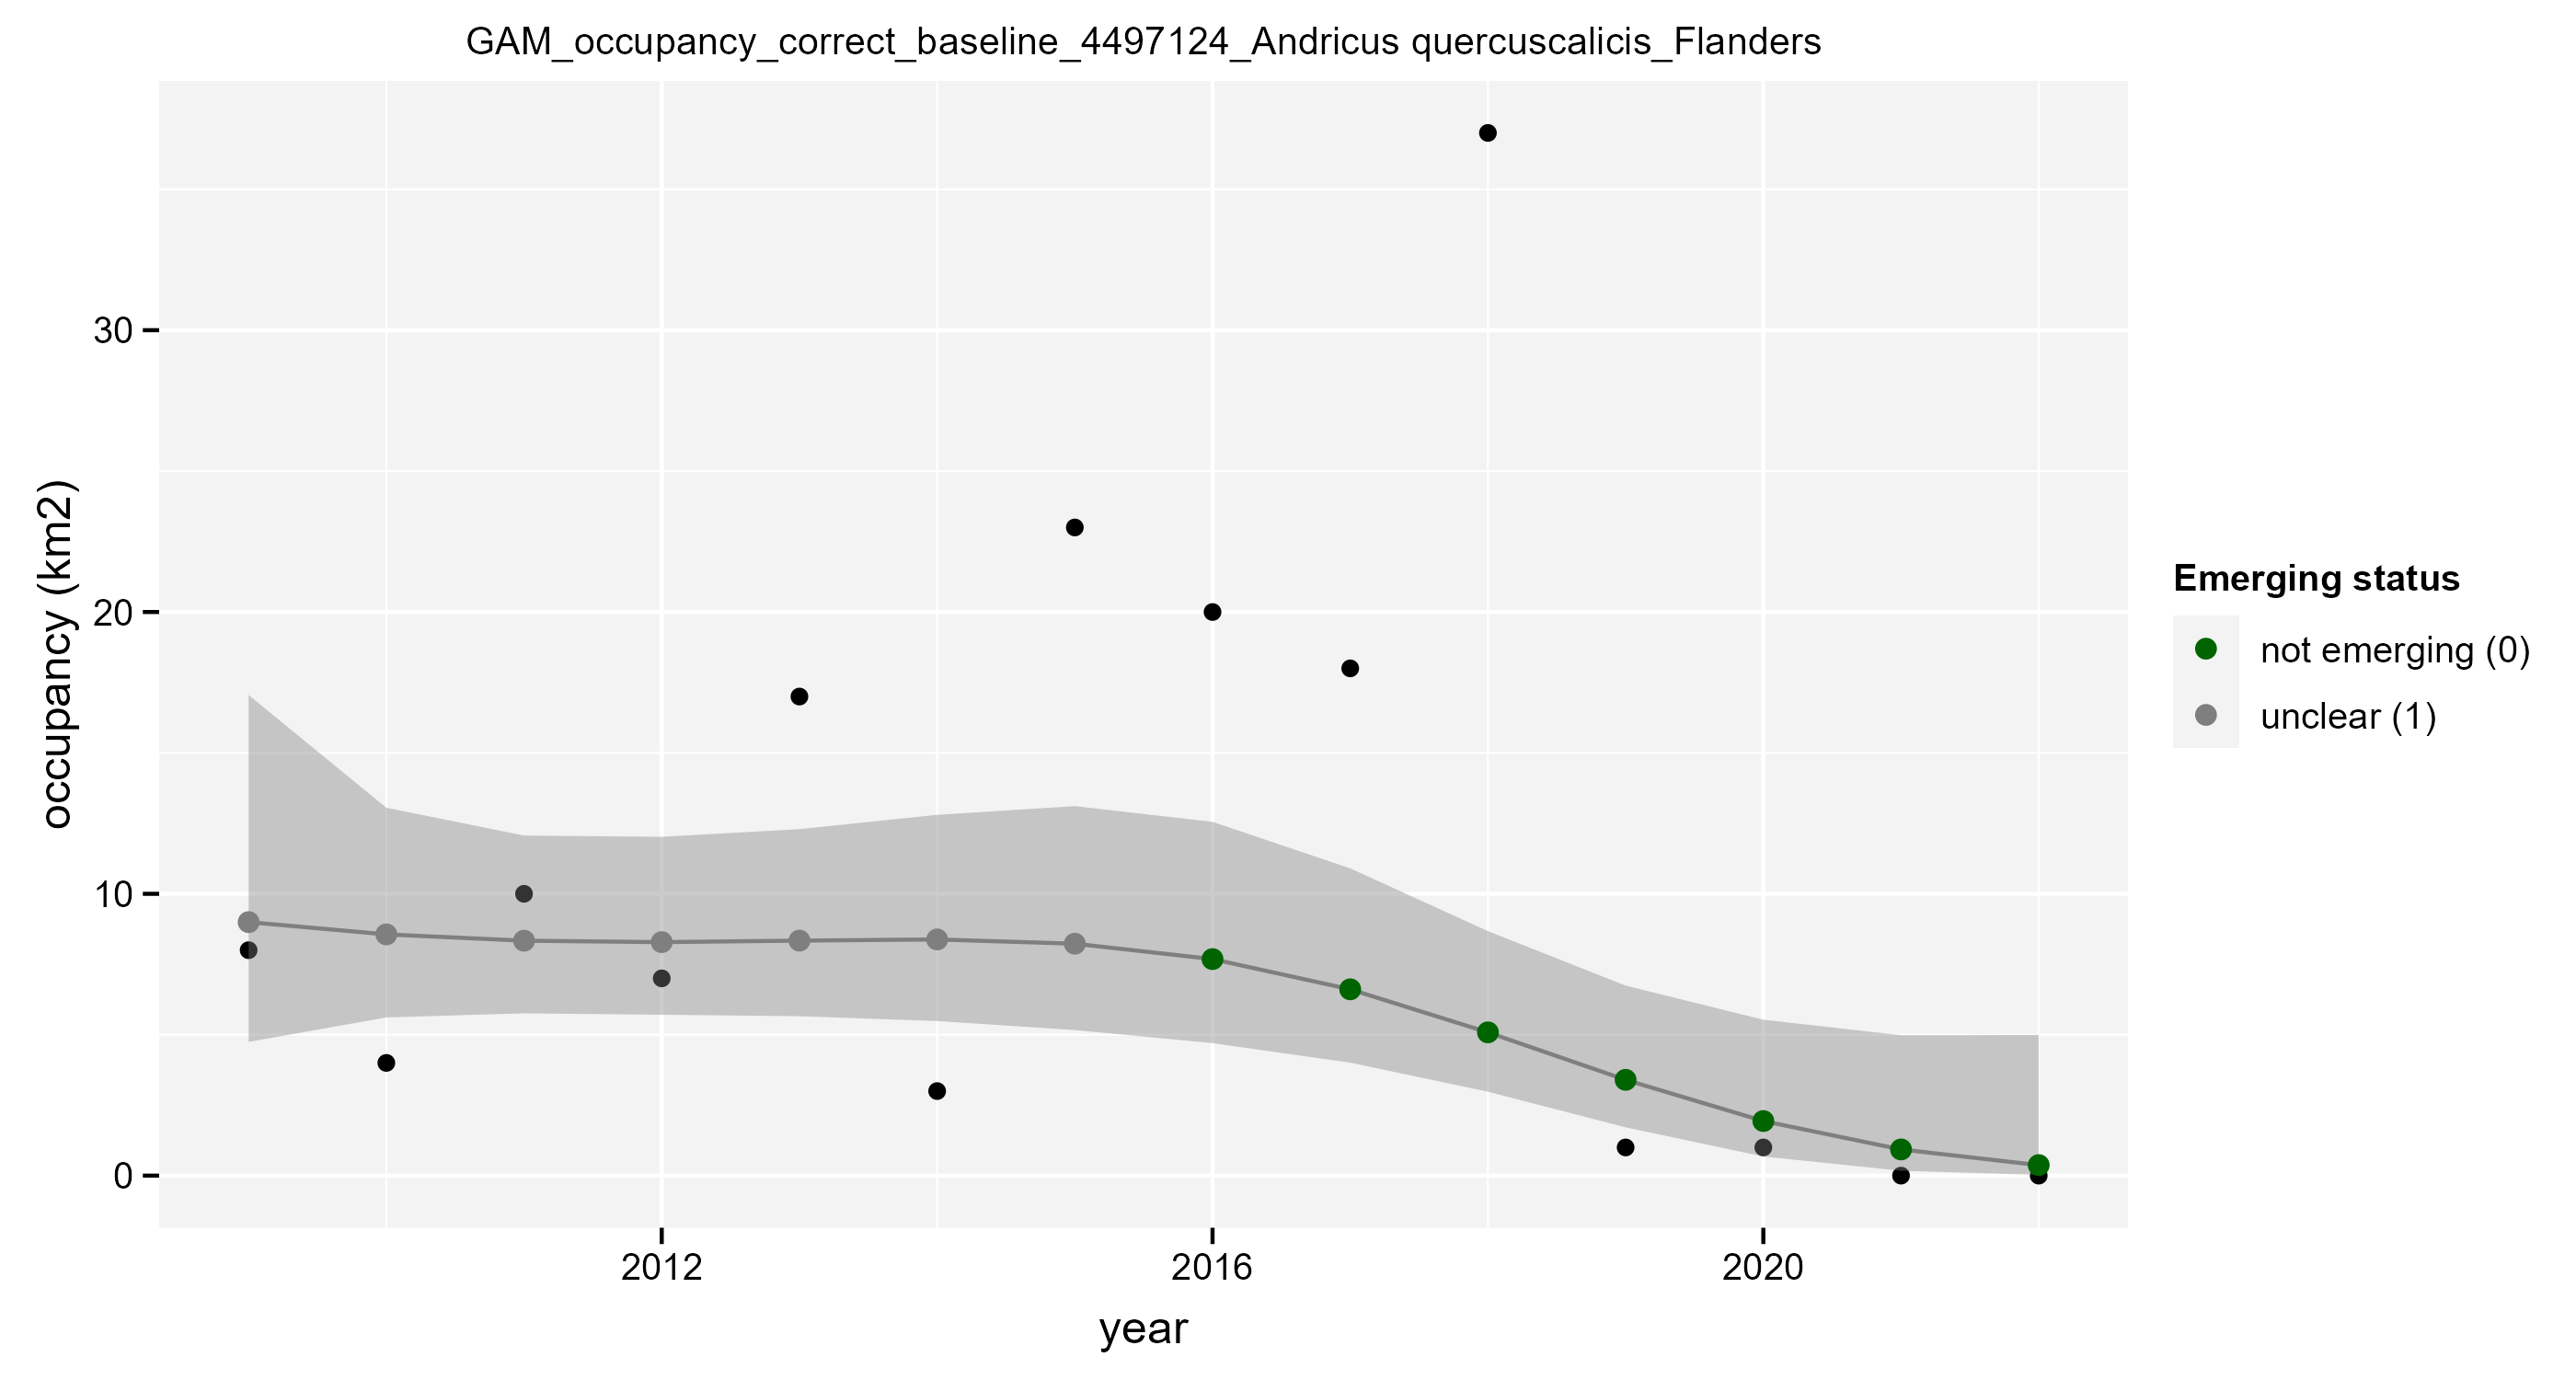 GAM_occupancy_correct_baseline_4497124_Andricus quercuscalicis_Flanders
occupancy (km2)
30
20
10
0
2012
2016
2020
year
Emerging status
not emerging (0)
unclear (1)